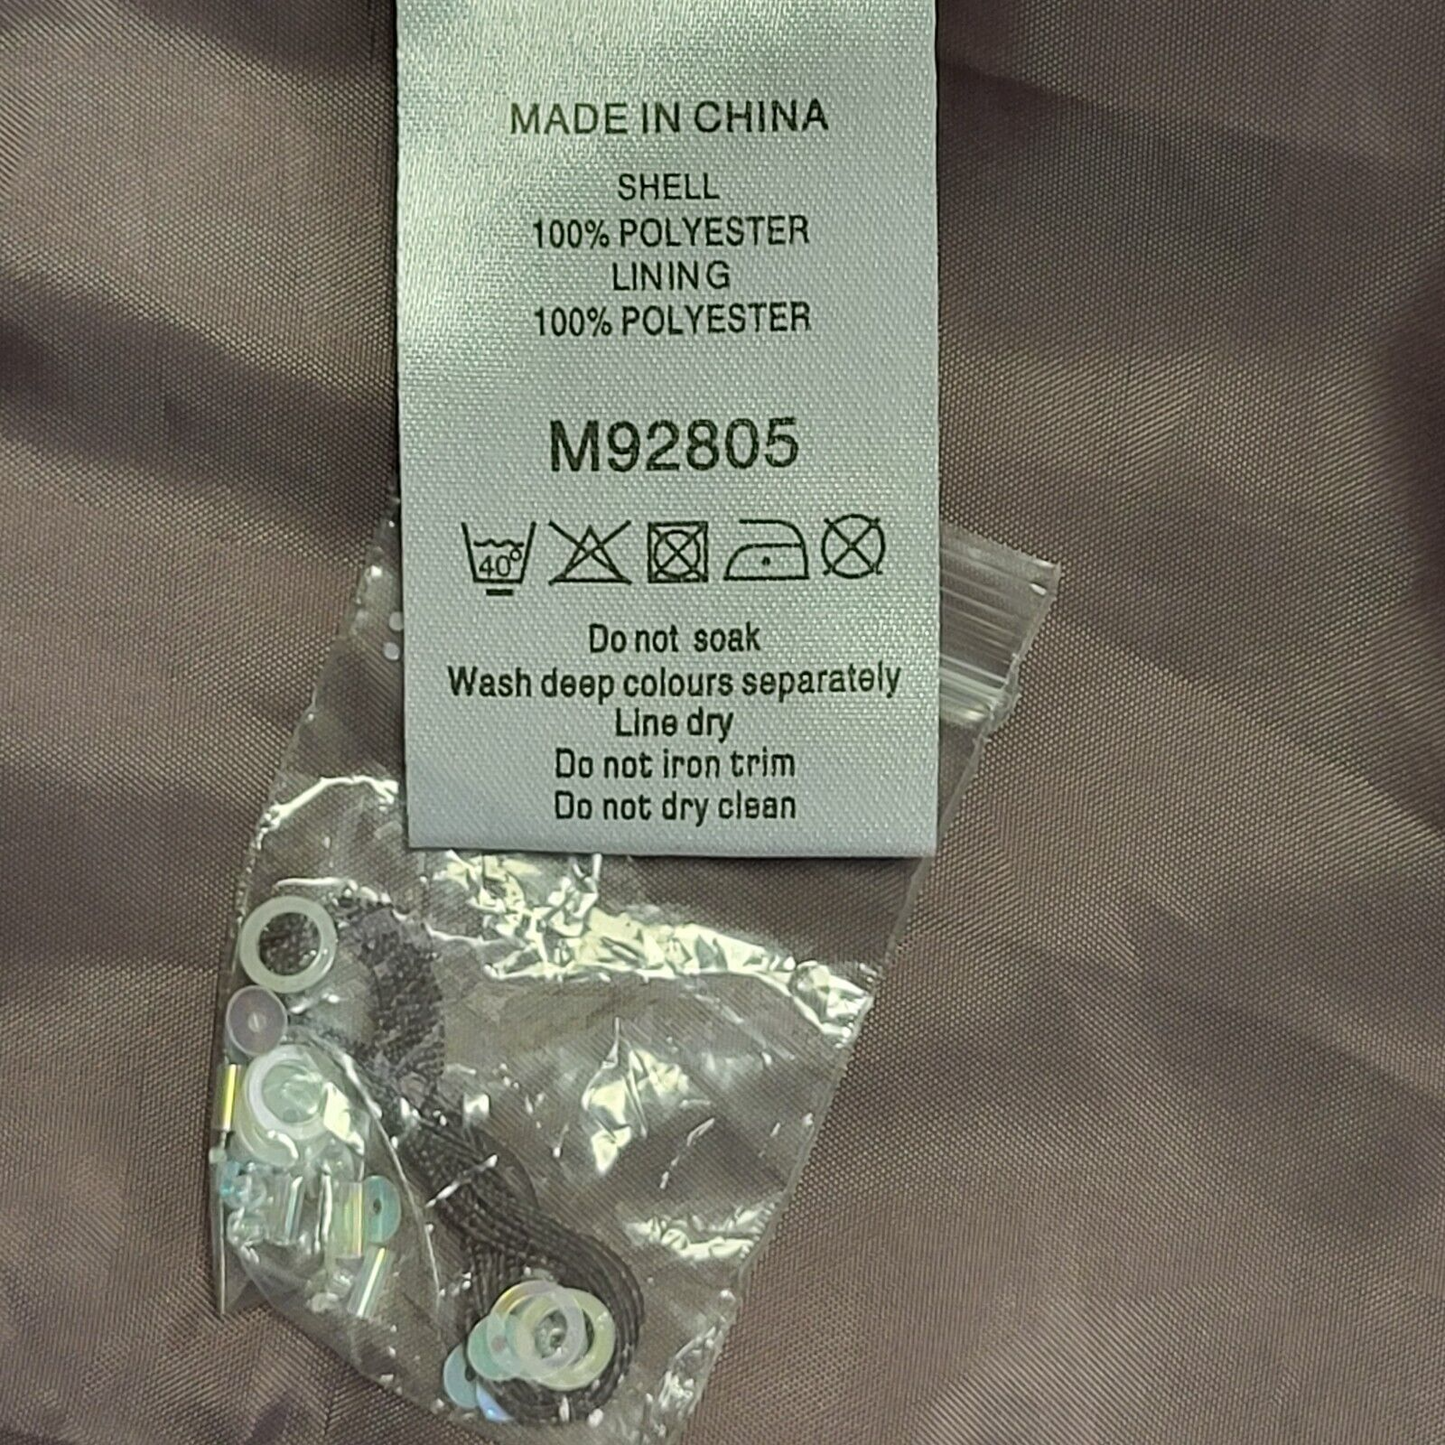 MADE IN CHINA
SHELL
100% POLYESTER
LINING
100% POLYESTER
M92805
40°
Do not soak
Wash deep colours separately
Line dry
Do not iron trim
Do not dry clean